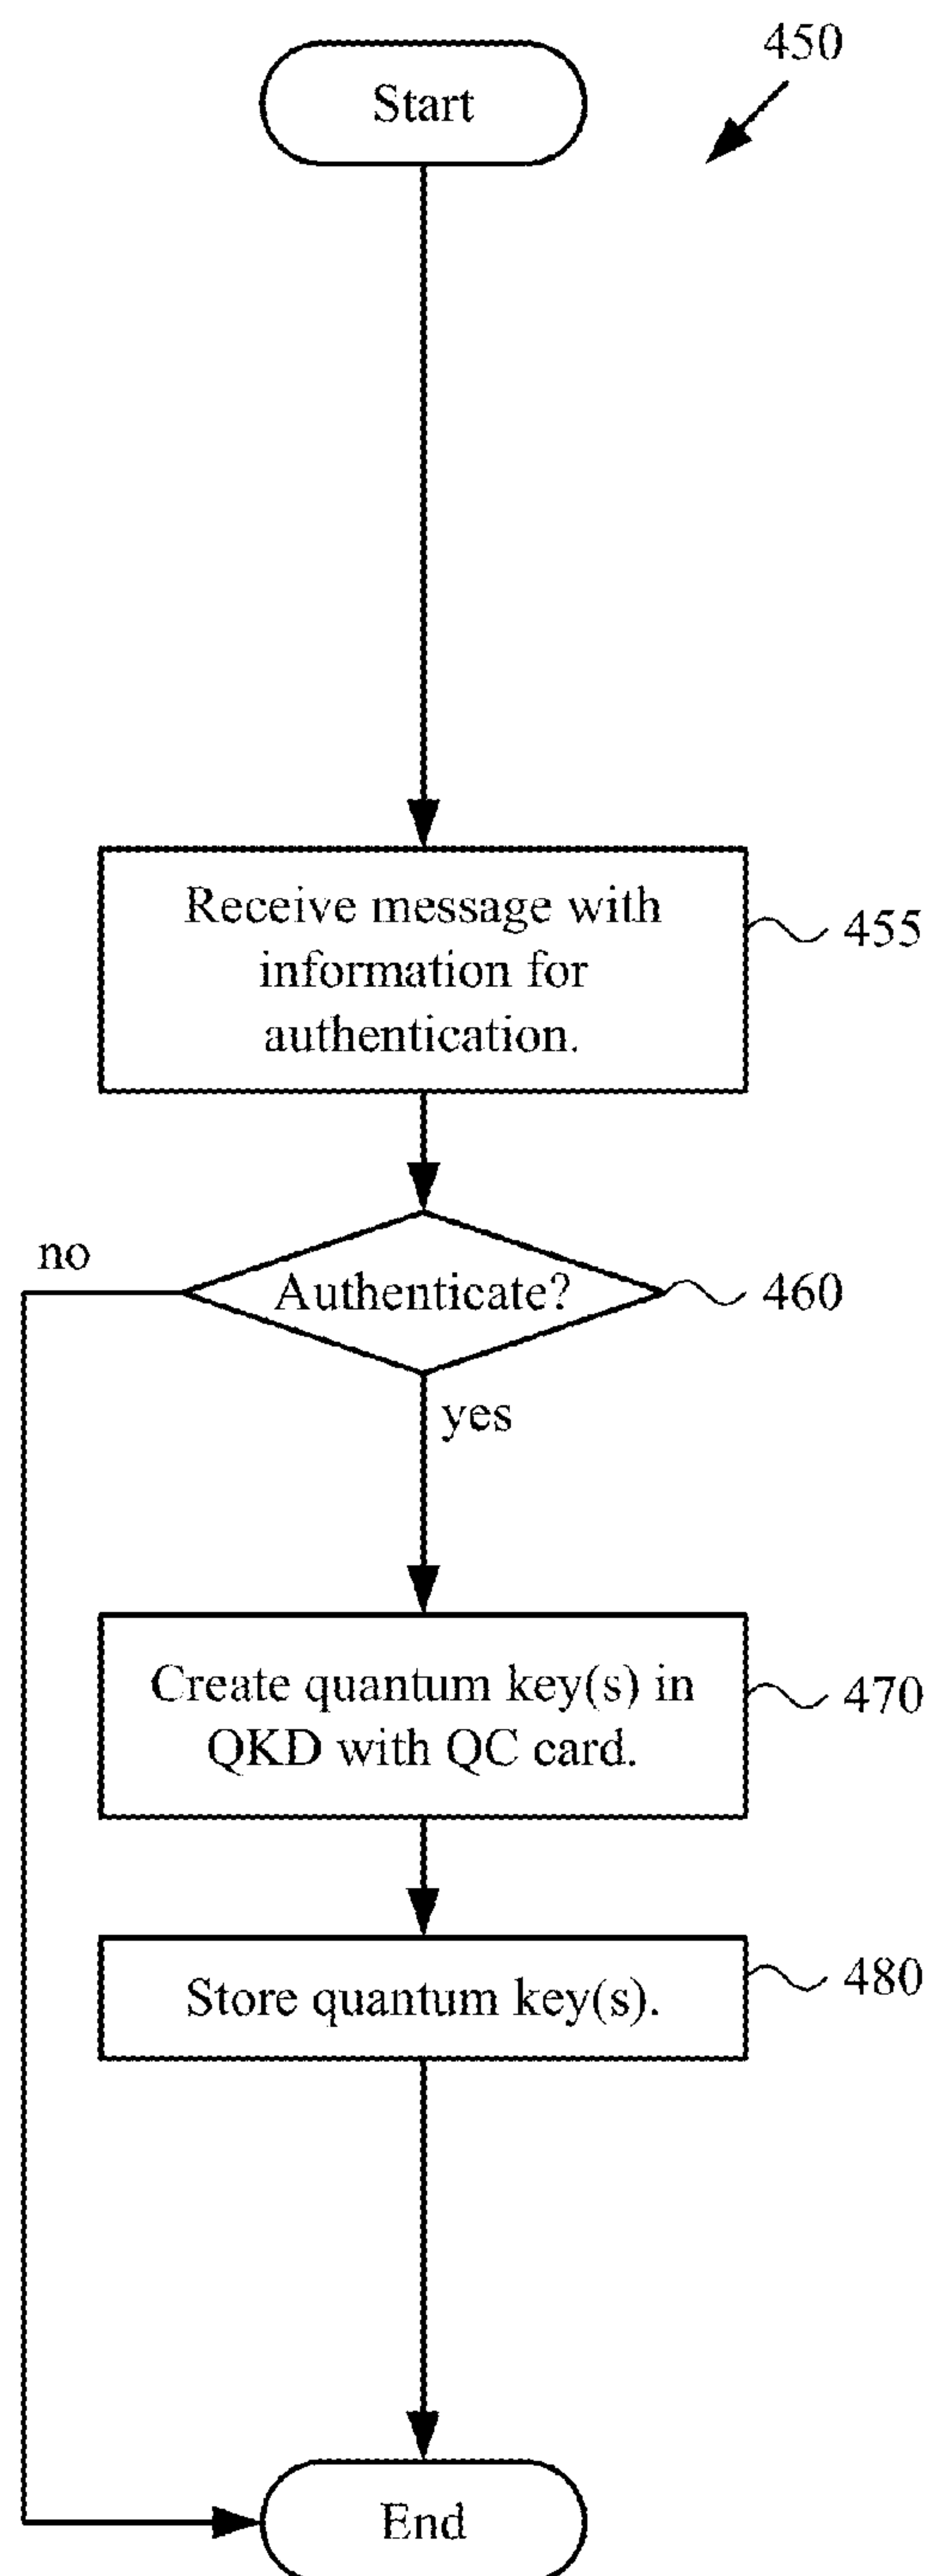 450
Start
Receive message with
information for
authentication.
455
no
Authenticate?
460
yes
Create quantum key(s) in
QKD with QC card.
470
Store quantum key(s).
480
End